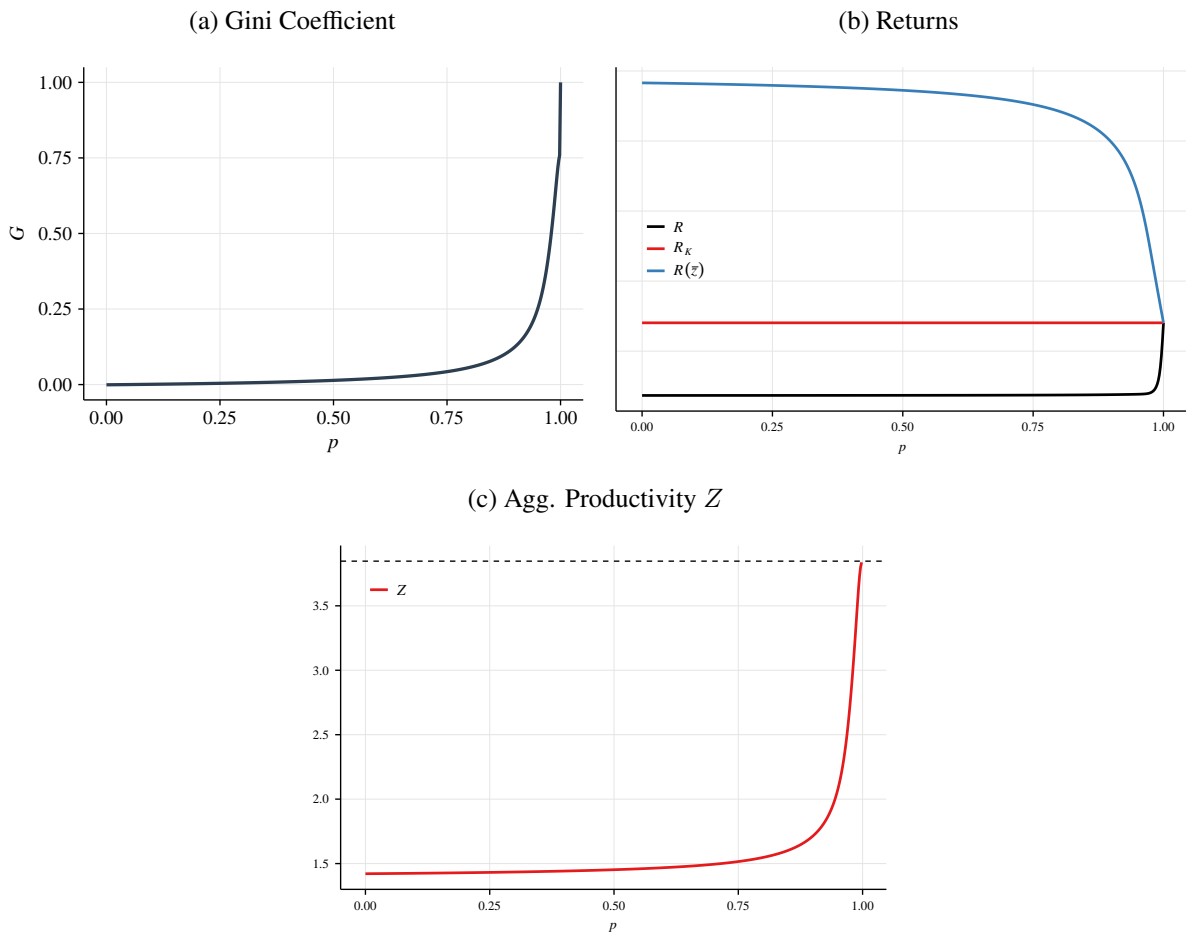 (a) Gini Coefficient
1.00
0.75
0.50
0.25
0.00
G
0.00 0.25 0.50 0.75 1.00
p
(b) Returns
R
R_K
R(z̄)
0.00 0.25 0.50 0.75 1.00
p
(c) Agg. Productivity Z
3.5
3.0
2.5
2.0
1.5
Z
0.00 0.25 0.50 0.75 1.00
p